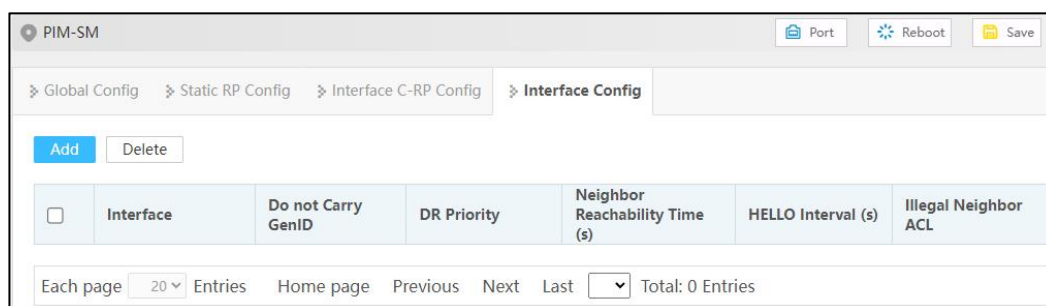 PIM-SM Port Reboot Save
Global Config Static RP Config Interface C-RP Config Interface Config
Add Delete
Interface Do not Carry GenID DR Priority Neighbor Reachability Time (s) HELLO Interval (s) Illegal Neighbor ACL
Each page 20 Entries Home page Previous Next Last Total: 0 Entries